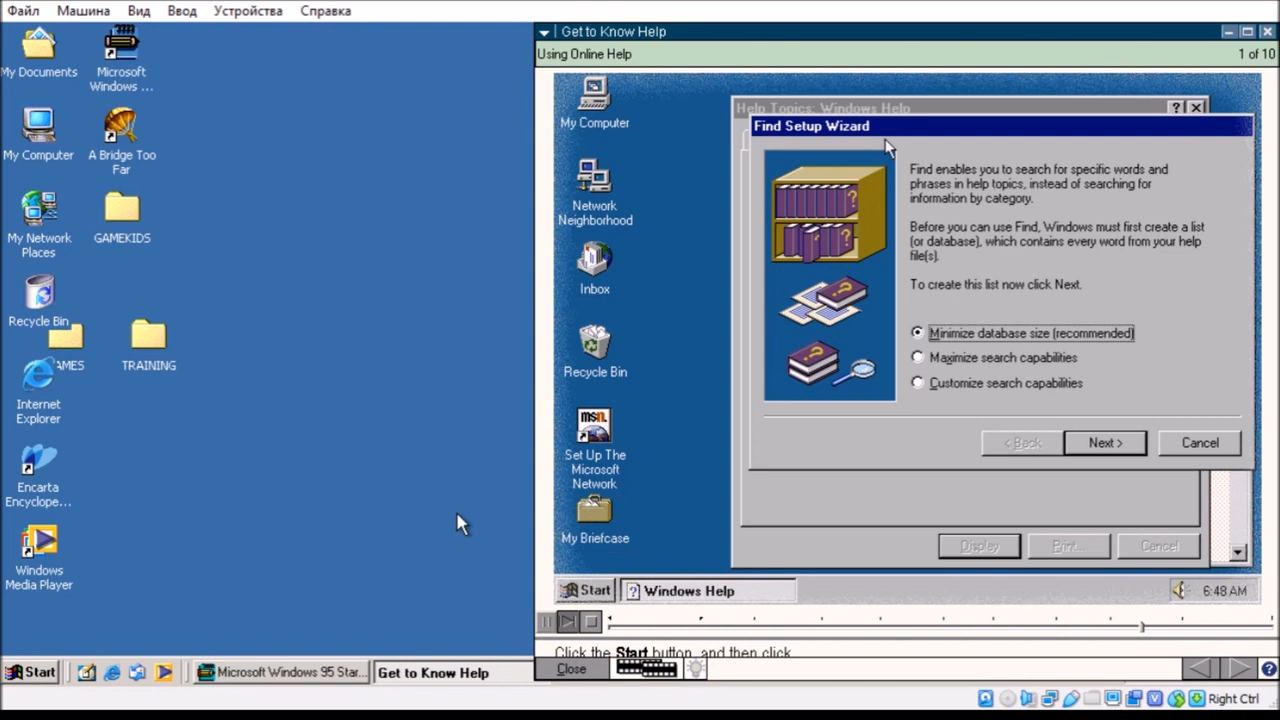 Файл Машина Вид Ввод Устройства Справка
My Documents
Microsoft
Windows ...
My Computer
A Bridge Too
Far
My Network
Places
GAMEKIDS
Recycle Bin
AMES
TRAINING
Internet
Explorer
Encarta
Encyclope...
Windows
Media Player
Start
Microsoft Windows 95 Star...
Get to Know Help
Get to Know Help
Using Online Help
1 of 10
My Computer
Network
Neighborhood
Inbox
Recycle Bin
msn
Set Up The
Microsoft
Network
My Briefcase
Help Topics: Windows Help
Find Setup Wizard
Find enables you to search for specific words and
phrases in help topics, instead of searching for
information by category.
Before you can use Find, Windows must first create a list
(or database), which contains every word from your help
file(s).
To create this list now click Next.
Minimize database size (recommended)
Maximize search capabilities
Customize search capabilities
< Back
Next >
Cancel
Display
Print...
Cancel
Start
Windows Help
6:48 AM
Click the Start button, and then click
Close
Right Ctrl